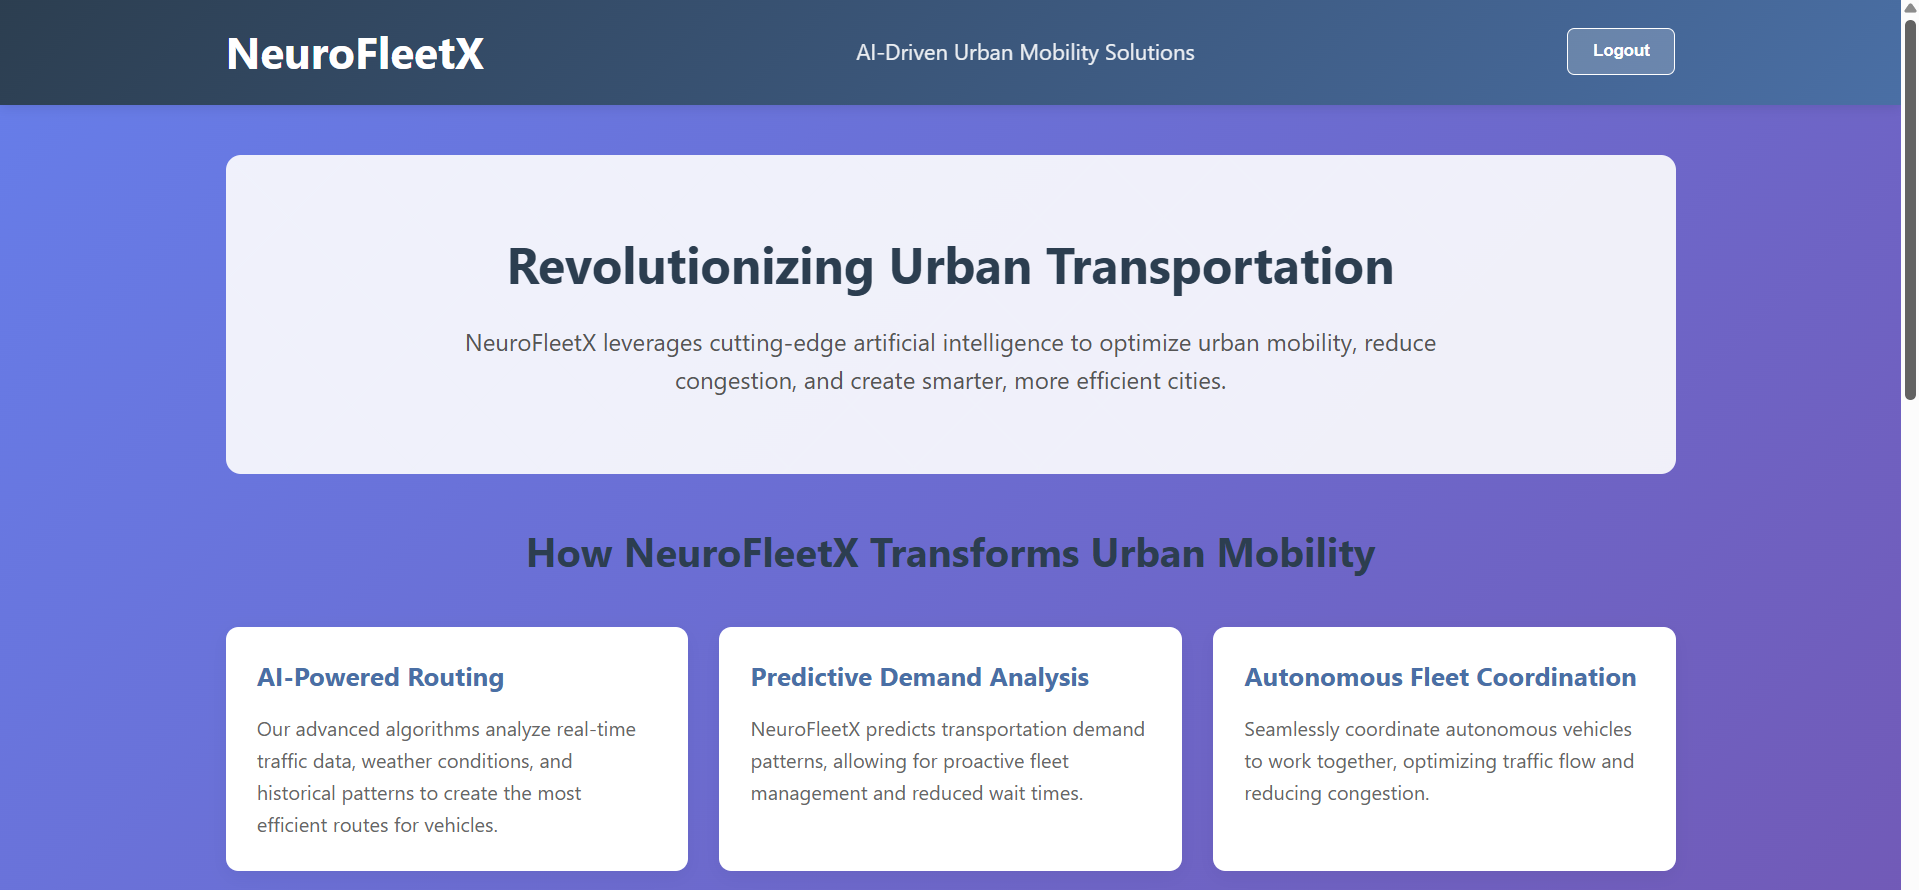 NeuroFleetX
AI-Driven Urban Mobility Solutions
Logout
Revolutionizing Urban Transportation
NeuroFleetX leverages cutting-edge artificial intelligence to optimize urban mobility, reduce
congestion, and create smarter, more efficient cities.
How NeuroFleetX Transforms Urban Mobility
AI-Powered Routing
Our advanced algorithms analyze real-time
traffic data, weather conditions, and
historical patterns to create the most
efficient routes for vehicles.
Predictive Demand Analysis
NeuroFleetX predicts transportation demand
patterns, allowing for proactive fleet
management and reduced wait times.
Autonomous Fleet Coordination
Seamlessly coordinate autonomous vehicles
to work together, optimizing traffic flow and
reducing congestion.